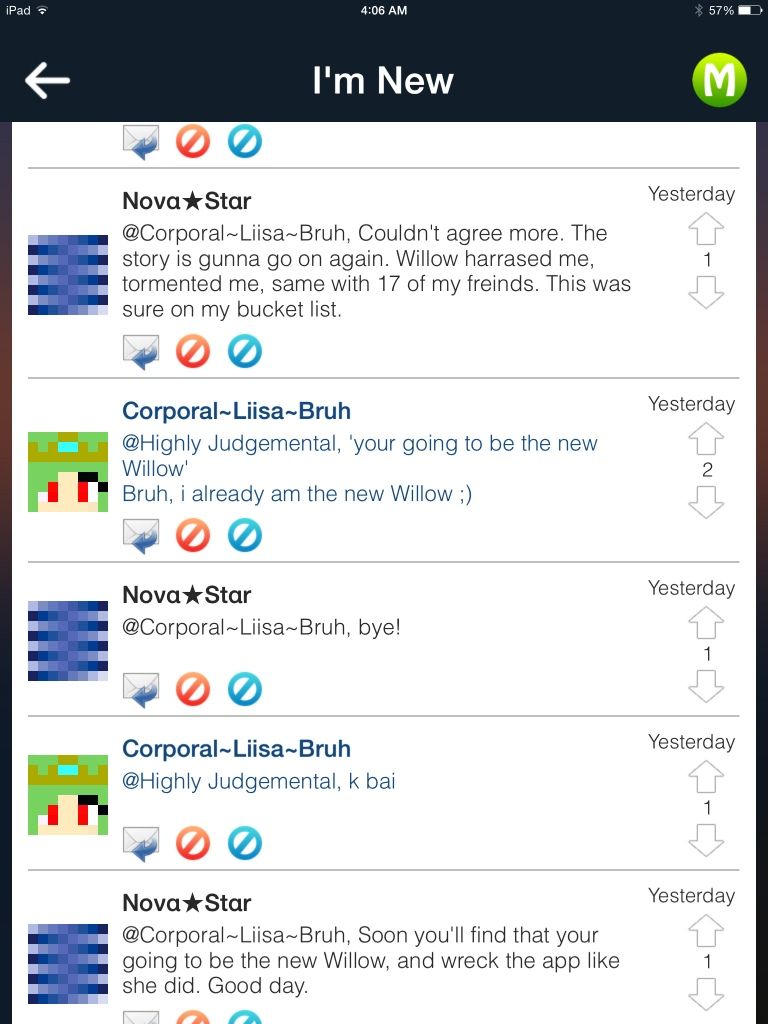 iPad 4:06 AM 57%
I'm New M
Nova★Star Yesterday
@Corporal~Liisa~Bruh, Couldn't agree more. The
story is gunna go on again. Willow harrased me,
1
tormented me, same with 17 of my freinds. This was
sure on my bucket list.
Corporal~Liisa~Bruh Yesterday
@Highly Judgemental, 'your going to be the new
Willow'
2
Bruh, i already am the new Willow ;)
Nova★Star Yesterday
@Corporal~Liisa~Bruh, bye!
1
Corporal~Liisa~Bruh Yesterday
@Highly Judgemental, k bai
1
Nova★Star Yesterday
@Corporal~Liisa~Bruh, Soon you'll find that your
going to be the new Willow, and wreck the app like
1
she did. Good day.